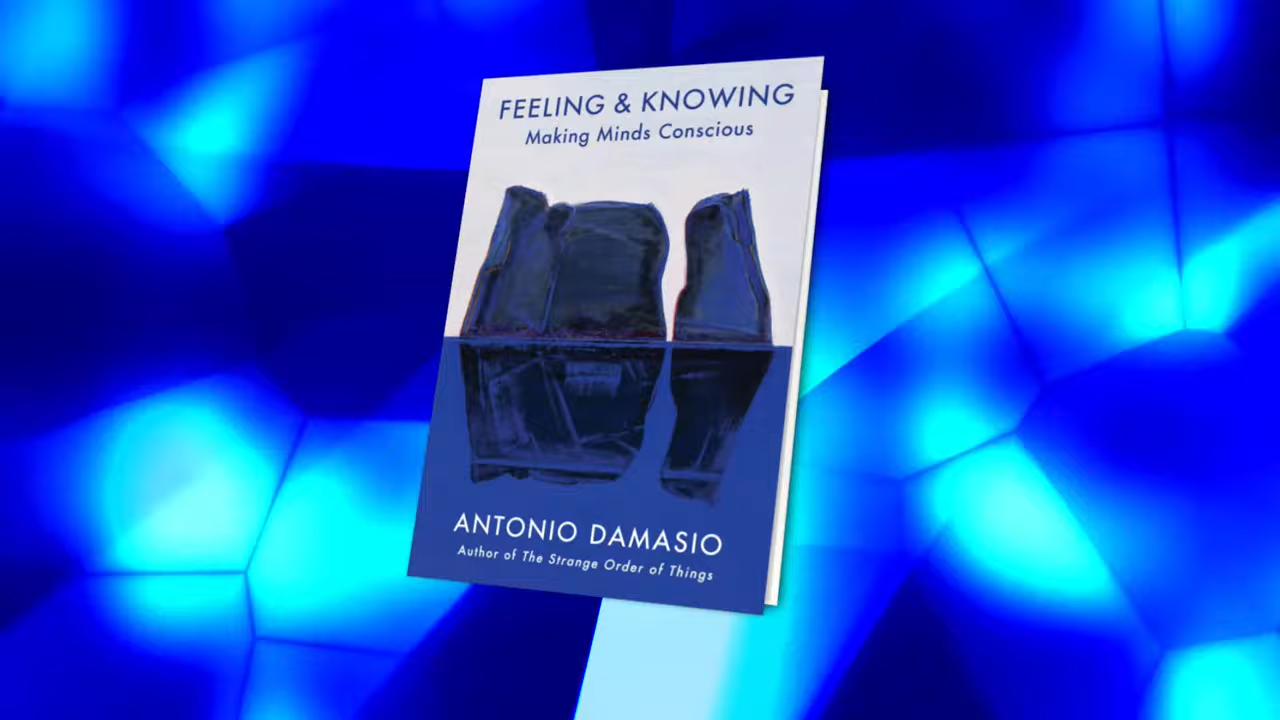 FEELING & KNOWING
Making Minds Conscious
ANTONIO DAMASIO
Author of The Strange Order of Things